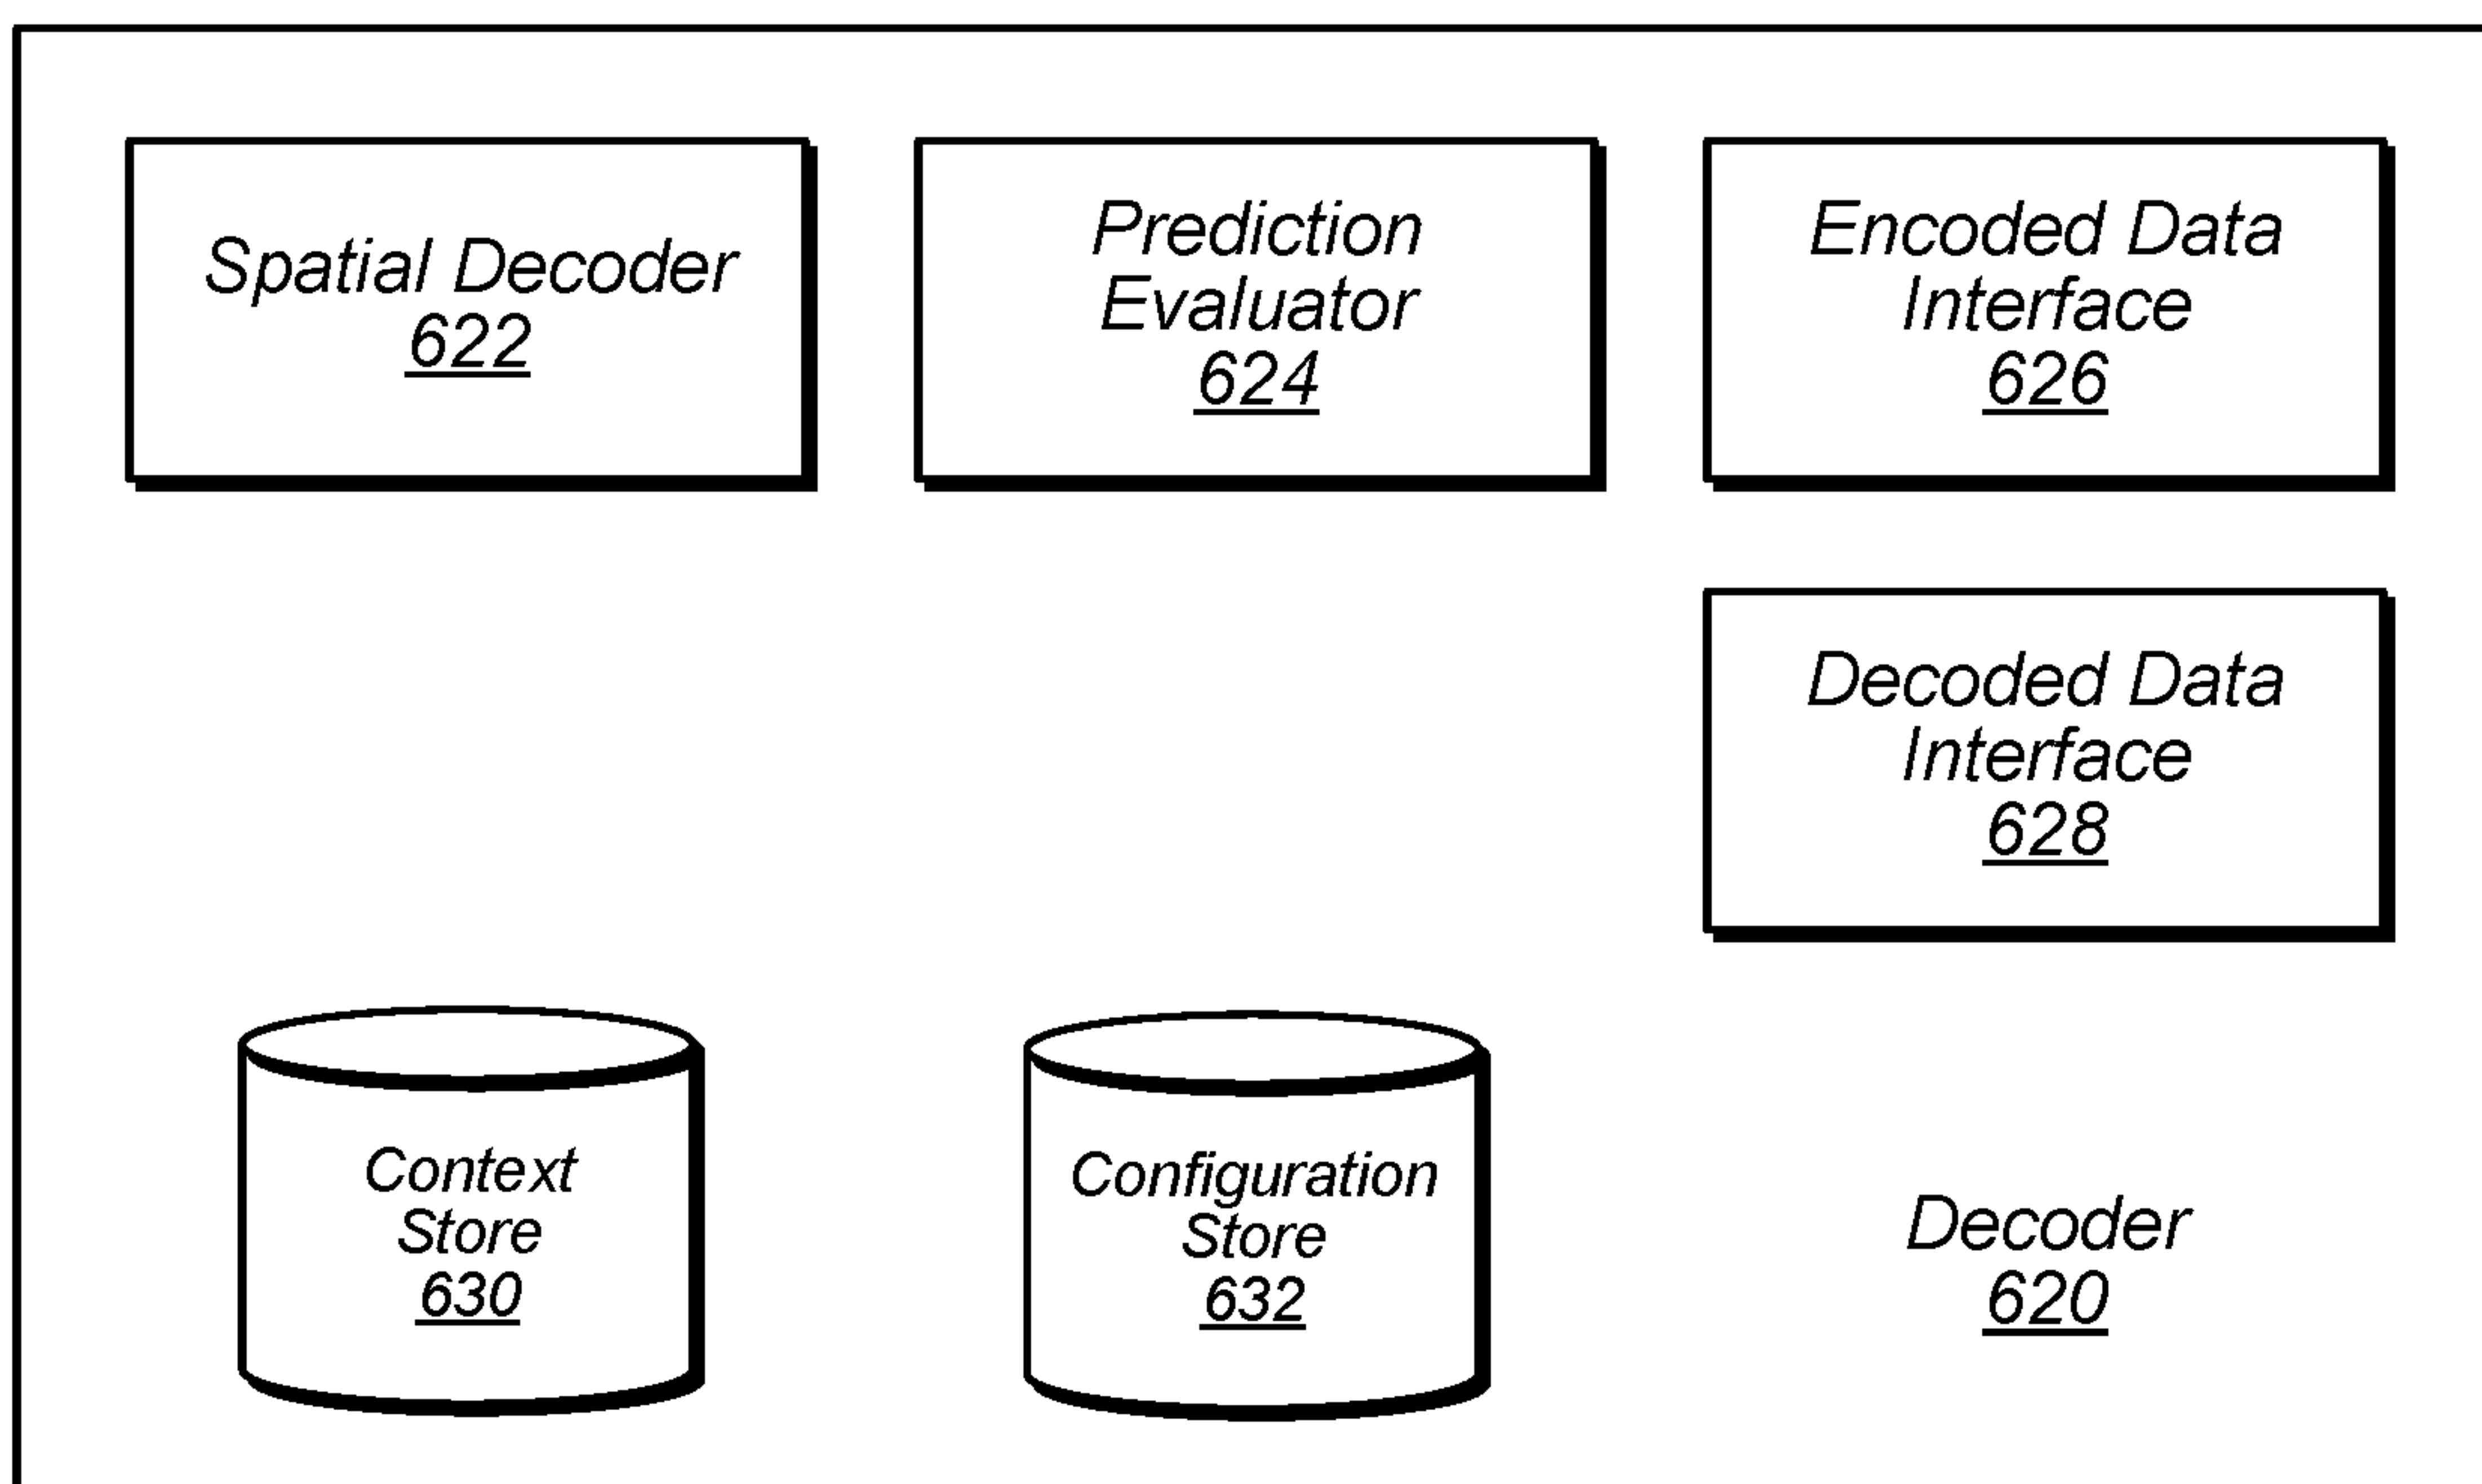 Spatial Decoder
622
Prediction
Evaluator
624
Encoded Data
Interface
626
Decoded Data
Interface
628
Context
Store
630
Configuration
Store
632
Decoder
620